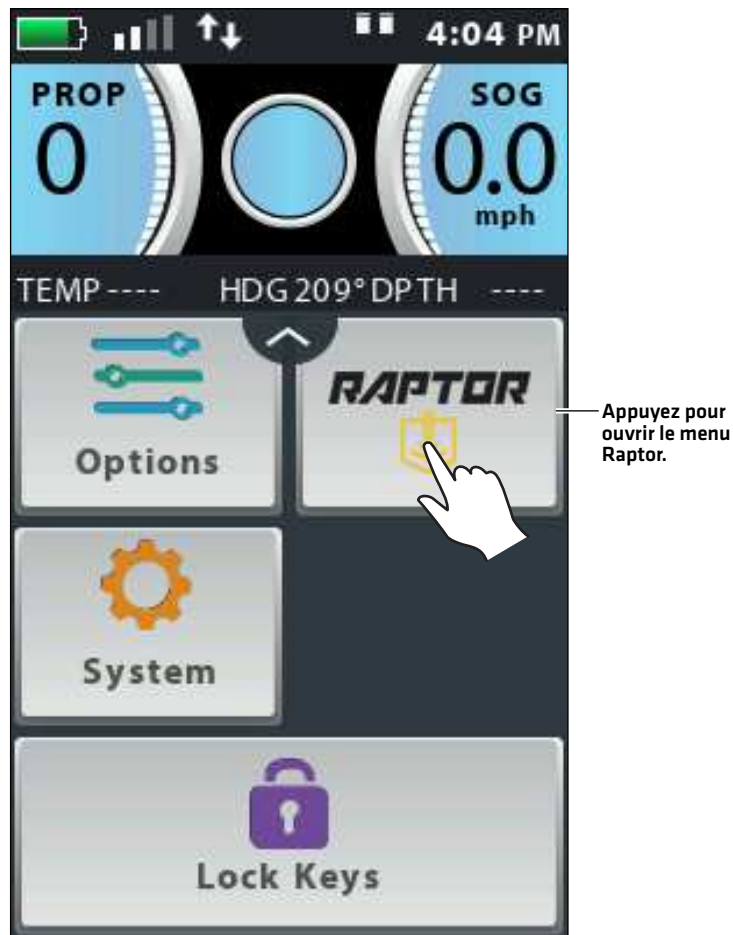 4:04 PM
PROP
0
SOG
0.0
mph
TEMP ---- HDG 209° DPTH ----
Options
RAPTOR
Appuyez pour
ouvrir le menu
Raptor.
System
Lock Keys